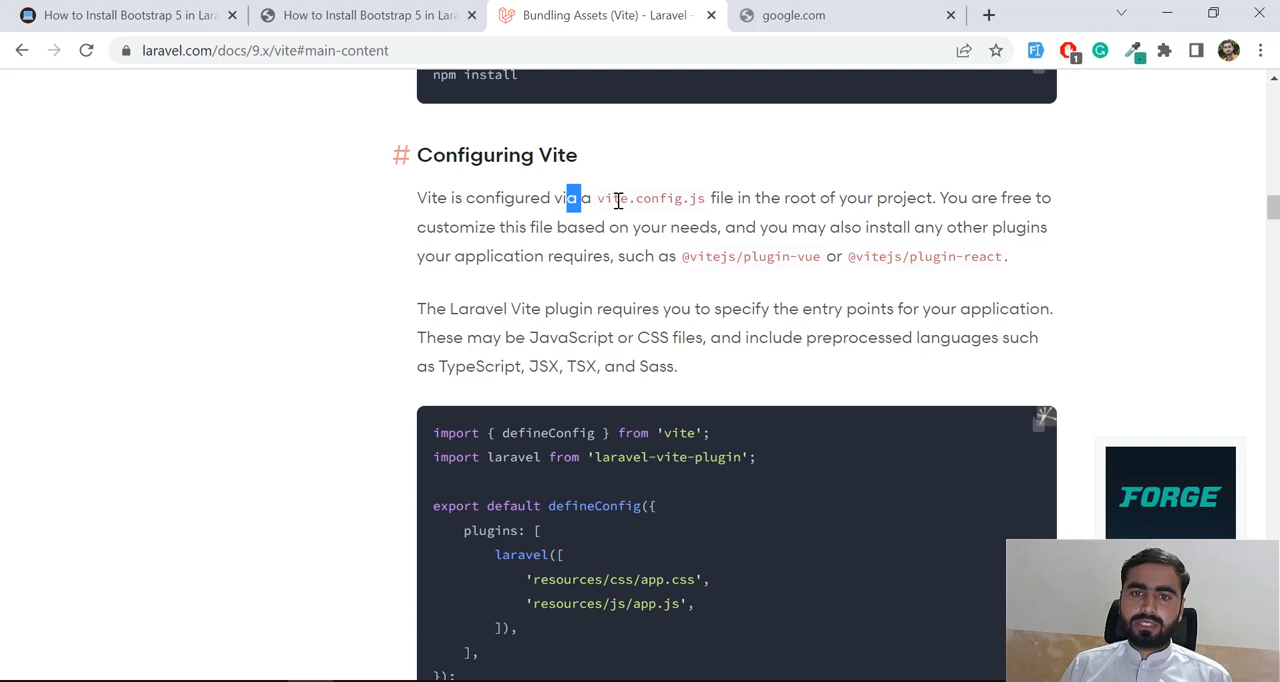 How to Install Bootstrap 5 in Lara
How to Install Bootstrap 5 in Lara
Bundling Assets (Vite) - Laravel -
google.com
laravel.com/docs/9.x/vite#main-content
1
npm install
# Configuring Vite
Vite is configured via a vite.config.js file in the root of your project. You are free to
customize this file based on your needs, and you may also install any other plugins
your application requires, such as @vitejs/plugin-vue or @vitejs/plugin-react.
The Laravel Vite plugin requires you to specify the entry points for your application.
These may be JavaScript or CSS files, and include preprocessed languages such
as TypeScript, JSX, TSX, and Sass.
import { defineConfig } from 'vite';
import laravel from 'laravel-vite-plugin';
export default defineConfig({
plugins: [
laravel([
'resources/css/app.css',
'resources/js/app.js',
]),
],
});
FORGE